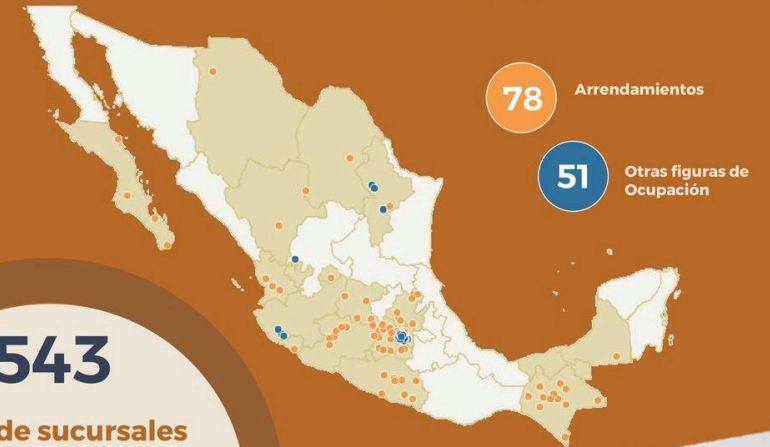 78
Arrendamientos
51
Otras figuras de
Ocupación
543
de sucursales